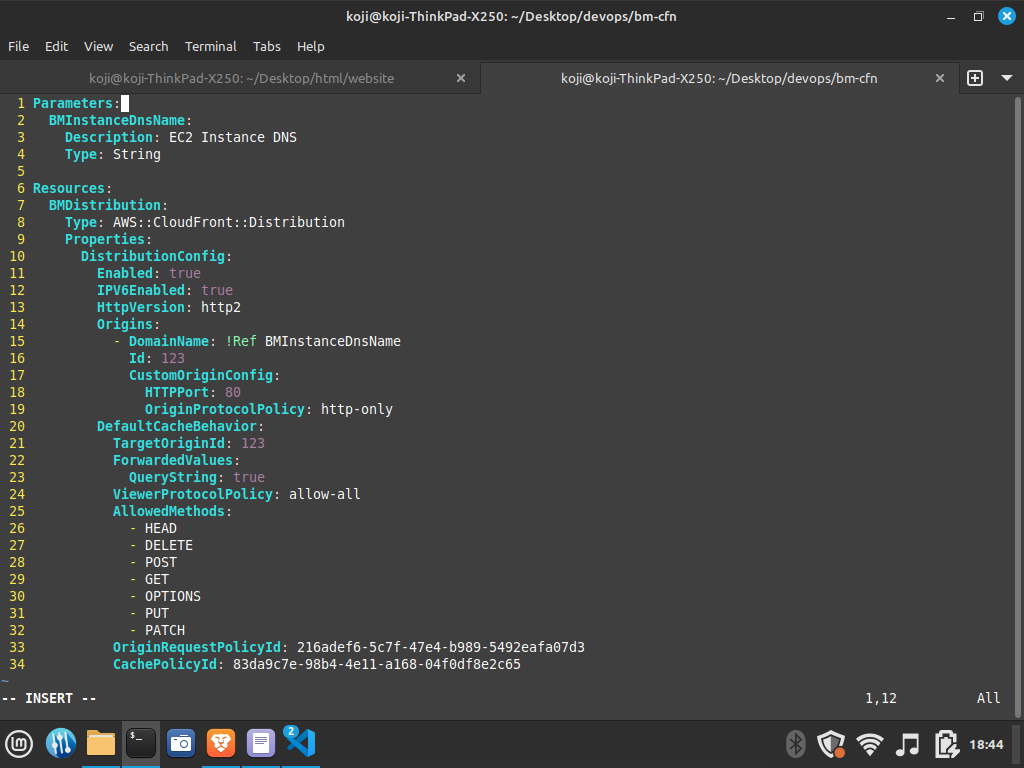 koji@koji-ThinkPad-X250: ~/Desktop/devops/bm-cfn
File Edit View Search Terminal Tabs Help
koji@koji-ThinkPad-X250: ~/Desktop/html/website
koji@koji-ThinkPad-X250: ~/Desktop/devops/bm-cfn
1 Parameters:
2   BMInstanceDnsName:
3     Description: EC2 Instance DNS
4     Type: String
5
6 Resources:
7   BMDistribution:
8     Type: AWS::CloudFront::Distribution
9     Properties:
10       DistributionConfig:
11         Enabled: true
12         IPV6Enabled: true
13         HttpVersion: http2
14         Origins:
15           - DomainName: !Ref BMInstanceDnsName
16             Id: 123
17             CustomOriginConfig:
18               HTTPPort: 80
19               OriginProtocolPolicy: http-only
20         DefaultCacheBehavior:
21           TargetOriginId: 123
22           ForwardedValues:
23             QueryString: true
24           ViewerProtocolPolicy: allow-all
25           AllowedMethods:
26             - HEAD
27             - DELETE
28             - POST
29             - GET
30             - OPTIONS
31             - PUT
32             - PATCH
33           OriginRequestPolicyId: 216adef6-5c7f-47e4-b989-5492eafa07d3
34           CachePolicyId: 83da9c7e-98b4-4e11-a168-04f0df8e2c65
~
-- INSERT -- 1,12 All
$_
2
18:44